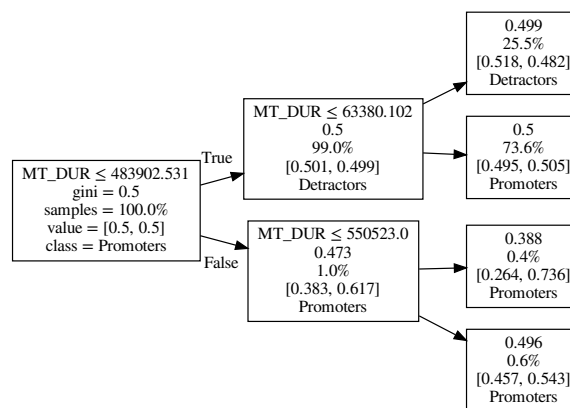 MT_DUR ≤ 483902.531
gini = 0.5
samples = 100.0%
value = [0.5, 0.5]
class = Promoters
True
False
MT_DUR ≤ 63380.102
0.5
99.0%
[0.501, 0.499]
Detractors
MT_DUR ≤ 550523.0
0.473
1.0%
[0.383, 0.617]
Promoters
0.499
25.5%
[0.518, 0.482]
Detractors
0.5
73.6%
[0.495, 0.505]
Promoters
0.388
0.4%
[0.264, 0.736]
Promoters
0.496
0.6%
[0.457, 0.543]
Promoters